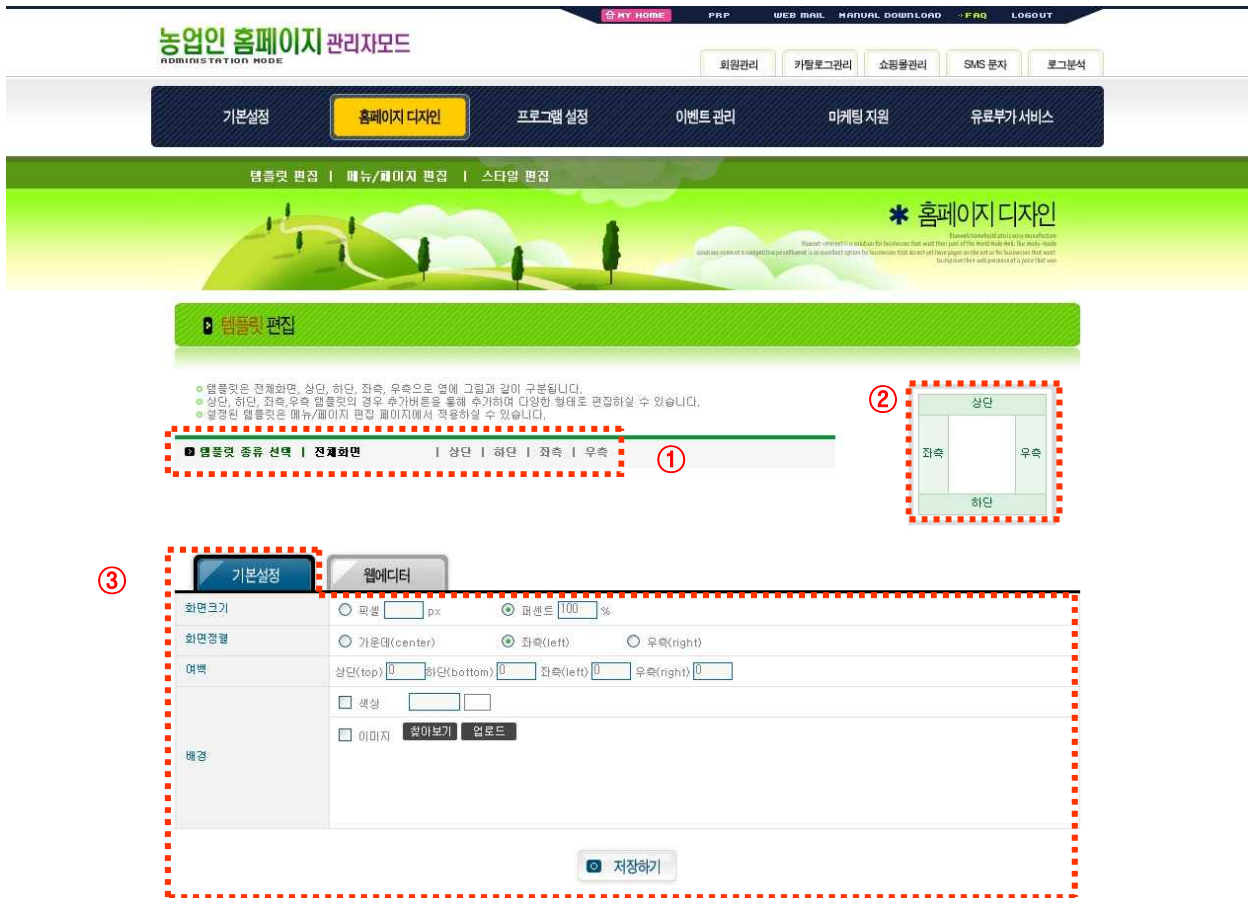 MY HOME PRP WEB MAIL MANUAL DOWNLOAD FAQ LOGOUT
농업인 홈페이지 관리자모드
ADMINISTATION MODE
회원관리 카탈로그관리 쇼핑몰관리 SMS 문자 로그분석
기본설정 홈페이지 디자인 프로그램 설정 이벤트 관리 마케팅 지원 유료부가 서비스
템플릿 편집 | 메뉴/페이지 편집 | 스타일 편집
홈페이지 디자인
템플릿 편집
템플릿은 전체화면, 상단, 하단, 좌측, 우측으로 옆에 그림과 같이 구분됩니다.
상단, 하단, 좌측,우측 탬플릿의 경우 추가버튼을 통해 추가하며 다양한 형태로 편집하실 수 있습니다.
설정된 탬플릿은 메뉴/페이지 편집 페이지에서 적용하실 수 있습니다.
템플릿 종류 선택 | 전체화면 | 상단 | 하단 | 좌측 | 우측
①
②
상단
좌측 우측
하단
③
기본설정 웹에디터
화면크기 픽셀 px 퍼센트 100 %
화면정렬 가운데(center) 좌측(left) 우측(right)
여백 상단(top) 0 하단(bottom) 0 좌측(left) 0 우측(right) 0
배경
색상
이미지 찾아보기 업로드
저장하기